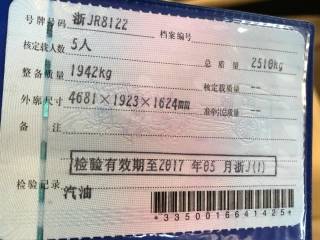 号牌号码 浙JR8122 档案编号
核定载人数 5人 总质量 2510kg
整备质量 1942kg 核定载质量 --
外廓尺寸 4681×1923×1624mm 准牵总质量 --
备注
检验有效期至2017年05月浙J(1)
检验记录
汽油
*3350016641425*